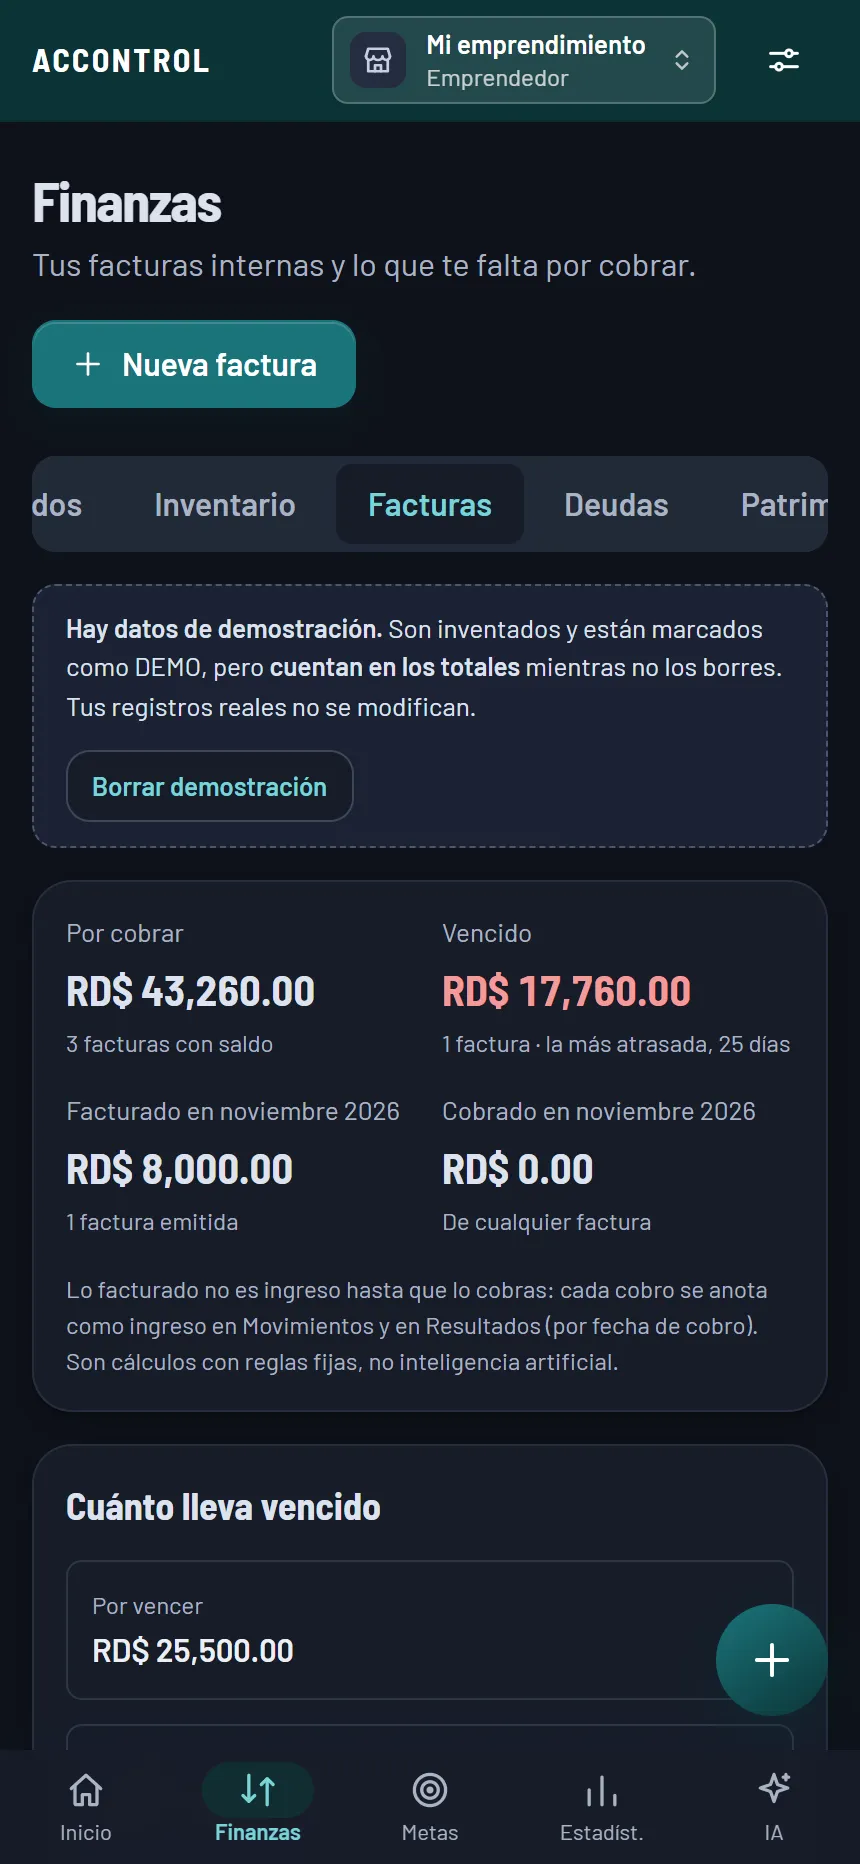 ACCONTROL
Mi emprendimiento
Emprendedor
Finanzas
Tus facturas internas y lo que te falta por cobrar.
Nueva factura
dos Inventario Facturas Deudas Patrim
Hay datos de demostración. Son inventados y están marcados
como DEMO, pero cuentan en los totales mientras no los borres.
Tus registros reales no se modifican.
Borrar demostración
Por cobrar
RD$ 43,260.00
3 facturas con saldo
Vencido
RD$ 17,760.00
1 factura · la más atrasada, 25 días
Facturado en noviembre 2026
RD$ 8,000.00
1 factura emitida
Cobrado en noviembre 2026
RD$ 0.00
De cualquier factura
Lo facturado no es ingreso hasta que lo cobras: cada cobro se anota
como ingreso en Movimientos y en Resultados (por fecha de cobro).
Son cálculos con reglas fijas, no inteligencia artificial.
Cuánto lleva vencido
Por vencer
RD$ 25,500.00
Inicio
Finanzas
Metas
Estadíst.
IA